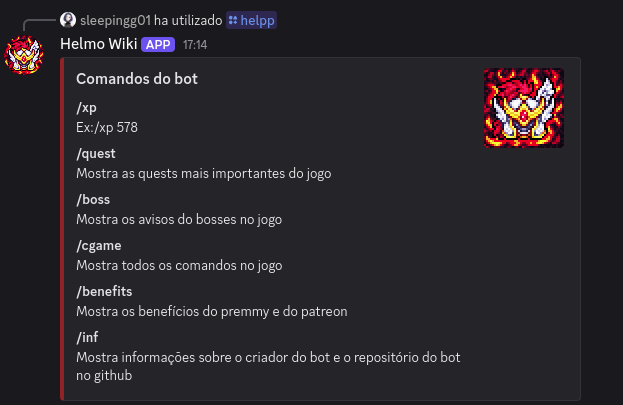 sleepingg01 ha utilizado helpp
Helmo Wiki APP 17:14
Comandos do bot
/xp
Ex:/xp 578
/quest
Mostra as quests mais importantes do jogo
/boss
Mostra os avisos do bosses no jogo
/cgame
Mostra todos os comandos no jogo
/benefits
Mostra os benefícios do premmy e do patreon
/inf
Mostra informações sobre o criador do bot e o repositório do bot
no github